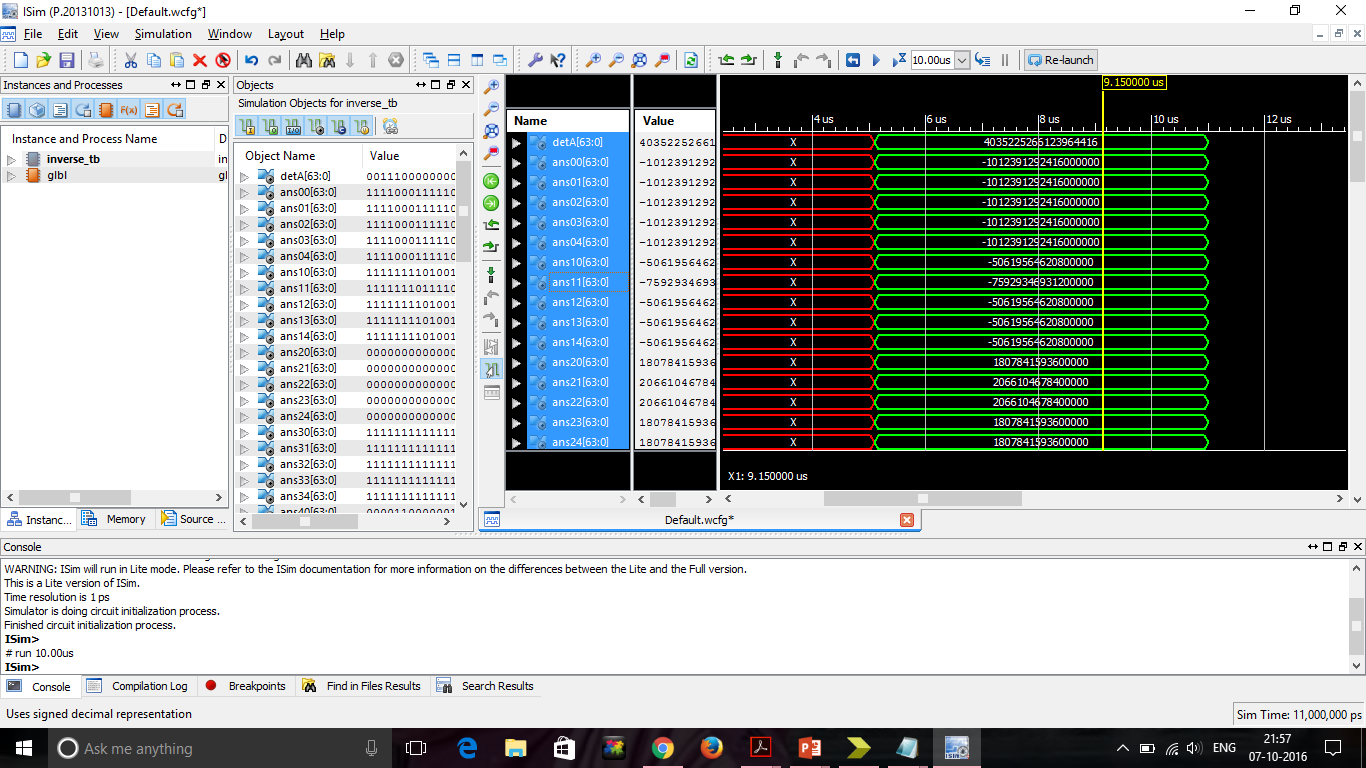 ISim (P.20131013) - [Default.wcfg*]
File Edit View Simulation Window Layout Help
10.00us Re-launch
Instances and Processes
Instance and Process Name D
inverse_tb in
glbl gl
Instanc... Memory Source ...
Objects
Simulation Objects for inverse_tb
Object Name Value
detA[63:0] 00111000000000
ans00[63:0] 1111000111110
ans01[63:0] 1111000111110
ans02[63:0] 1111000111110
ans03[63:0] 1111000111110
ans04[63:0] 1111000111110
ans10[63:0] 1111111101001
ans11[63:0] 1111111011110
ans12[63:0] 1111111101001
ans13[63:0] 1111111101001
ans14[63:0] 1111111101001
ans20[63:0] 0000000000000
ans21[63:0] 0000000000000
ans22[63:0] 0000000000000
ans23[63:0] 0000000000000
ans24[63:0] 0000000000000
ans30[63:0] 1111111111111
ans31[63:0] 1111111111111
ans32[63:0] 1111111111111
ans33[63:0] 1111111111111
ans34[63:0] 1111111111111
9.150000 us
Name Value 4 us 6 us 8 us 10 us 12 us
detA[63:0] 40352252661 X 4035225266123964416
ans00[63:0] -1012391292 X -1012391292416000000
ans01[63:0] -1012391292 X -1012391292416000000
ans02[63:0] -1012391292 X -1012391292416000000
ans03[63:0] -1012391292 X -1012391292416000000
ans04[63:0] -1012391292 X -1012391292416000000
ans10[63:0] -5061956462 X -50619564620800000
ans11[63:0] -7592934693 X -75929346931200000
ans12[63:0] -5061956462 X -50619564620800000
ans13[63:0] -5061956462 X -50619564620800000
ans14[63:0] -5061956462 X -50619564620800000
ans20[63:0] 18078415936 X 1807841593600000
ans21[63:0] 20661046784 X 2066104678400000
ans22[63:0] 20661046784 X 2066104678400000
ans23[63:0] 18078415936 X 1807841593600000
ans24[63:0] 18078415936 X 1807841593600000
X1: 9.150000 us
Default.wcfg*
Console
WARNING: ISim will run in Lite mode. Please refer to the ISim documentation for more information on the differences between the Lite and the Full version.
This is a Lite version of ISim.
Time resolution is 1 ps
Simulator is doing circuit initialization process.
Finished circuit initialization process.
ISim>
# run 10.00us
ISim>
Console Compilation Log Breakpoints Find in Files Results Search Results
Uses signed decimal representation Sim Time: 11,000,000 ps
Ask me anything ENG 21:57
07-10-2016